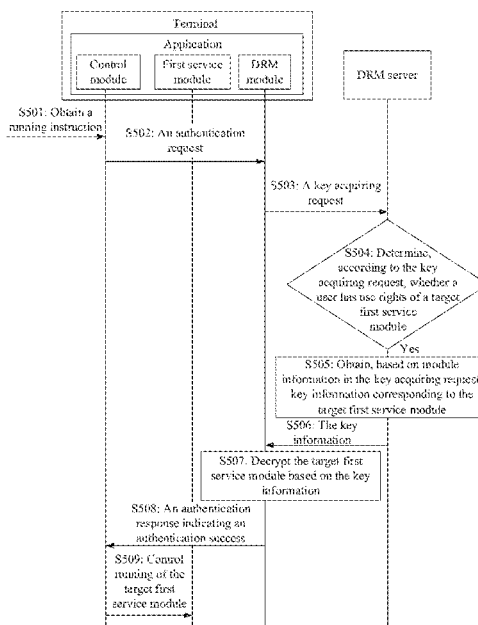 Terminal
Application
Control
module
First service
module
DRM
module
DRM server
S501: Obtain a
running instruction
S502: An authentication
request
S503: A key acquiring
request
S504: Determine,
according to the key
acquiring request, whether a
user has use rights of a target
first service
module
Yes
S505: Obtain, based on module
information in the key acquiring request,
key information corresponding to the
target first service module
S506: The key
information
S507. Decrypt the target first
service module based on the key
information
S508: An authentication
response indicating an
authentication success
S509: Control
running of the
target first
service module